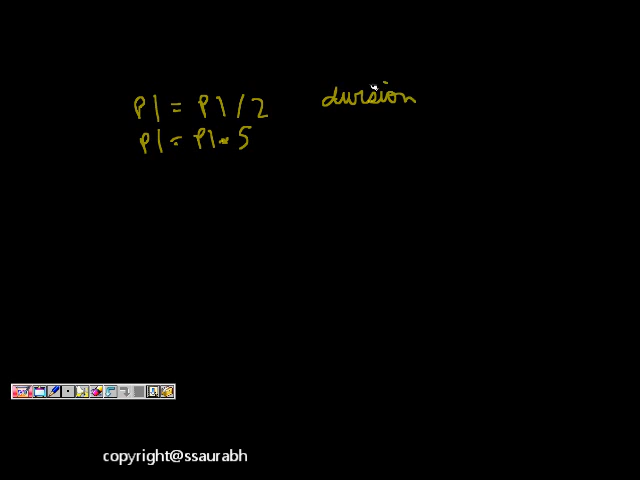 P1 = P1 / 2 division
P1 = P1 * 5
copyright@ssaurabh